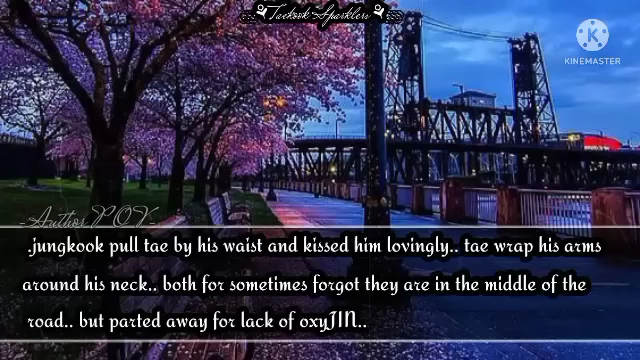 Taekook Sparklers
KINEMASTER
-Author POV-
.jungkook pull tae by his waist and kissed him lovingly.. tae wrap his arms
around his neck.. both for sometimes forgot they are in the middle of the
road.. but parted away for lack of oxyJIN..